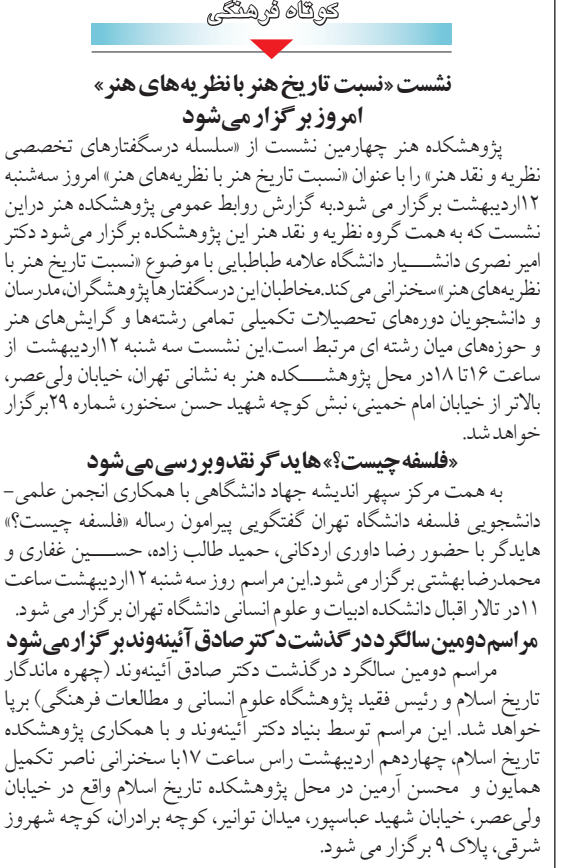 کوتاه فرهنگی
نشست «نسبت تاریخ هنر با نظریه‌های هنر»
امروز برگزار می‌شود
پژوهشکده هنر چهارمین نشست از «سلسله درسگفتارهای تخصصی
نظریه و نقد هنر» را با عنوان «نسبت تاریخ هنر با نظریه‌های هنر» امروز سه‌شنبه
۱۲اردیبهشت برگزار می شود.به گزارش روابط عمومی پژوهشکده هنر دراین
نشست که به همت گروه نظریه و نقد هنر این پژوهشکده برگزار می‌شود دکتر
امیر نصری دانشیار دانشگاه علامه طباطبایی با موضوع «نسبت تاریخ هنر با
نظریه‌های هنر» سخنرانی می‌کند.مخاطبان این درسگفتارها پژوهشگران،مدرسان
و دانشجویان دوره‌های تحصیلات تکمیلی تمامی رشته‌ها و گرایش‌های هنر
و حوزه‌های میان رشته ای مرتبط است.این نشست سه شنبه ۱۲اردیبهشت از
ساعت ۱۶تا ۱۸در محل پژوهشکده هنر به نشانی تهران، خیابان ولی‌عصر،
بالاتر از خیابان امام خمینی، نبش کوچه شهید حسن سخنور، شماره ۲۹برگزار
خواهد شد.
«فلسفه چیست؟» هایدگر نقد و بررسی می شود
به همت مرکز سپهر اندیشه جهاد دانشگاهی با همکاری انجمن علمی-
دانشجویی فلسفه دانشگاه تهران گفتگویی پیرامون رساله «فلسفه چیست؟»
هایدگر با حضور رضا داوری اردکانی، حمید طالب زاده، حسین غفاری و
محمدرضا بهشتی برگزار می شود.این مراسم روز سه شنبه ۱۲اردیبهشت ساعت
۱۱در تالار اقبال دانشکده ادبیات و علوم انسانی دانشگاه تهران برگزار می شود.
مراسم دومین سالگرد درگذشت دکتر صادق آئینه‌وند برگزار می‌شود
مراسم دومین سالگرد درگذشت دکتر صادق آئینه‌وند (چهره ماندگار
تاریخ اسلام و رئیس فقید پژوهشگاه علوم انسانی و مطالعات فرهنگی) برپا
خواهد شد. این مراسم توسط بنیاد دکتر آئینه‌وند و با همکاری پژوهشکده
تاریخ اسلام، چهاردهم اردیبهشت راس ساعت ۱۷با سخنرانی ناصر تکمیل
همایون و محسن آرمین در محل پژوهشکده تاریخ اسلام واقع در خیابان
ولی‌عصر، خیابان شهید عباسپور، میدان توانیر، کوچه برادران، کوچه شهروز
شرقی، پلاک ۹ برگزار می شود.